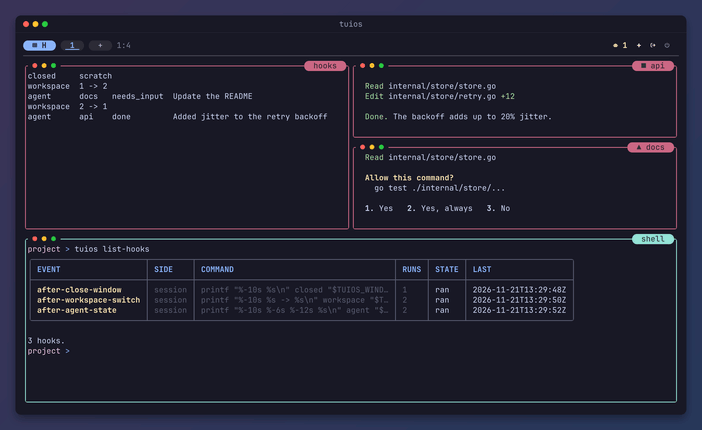 tuios
H 1 + 1:4 1
hooks
closed     scratch
workspace  1 -> 2
agent      docs   needs_input  Update the README
workspace  2 -> 1
agent      api    done         Added jitter to the retry backoff
api
Read internal/store/store.go
Edit internal/store/retry.go +12
Done. The backoff adds up to 20% jitter.
docs
Read internal/store/store.go
Allow this command?
go test ./internal/store/...
1. Yes   2. Yes, always   3. No
shell
project > tuios list-hooks
EVENT SIDE COMMAND RUNS STATE LAST
after-close-window session printf "%-10s %s\n" closed "$TUIOS_WIND… 1 ran 2026-11-21T13:29:48Z
after-workspace-switch session printf "%-10s %s -> %s\n" workspace "$T… 2 ran 2026-11-21T13:29:50Z
after-agent-state session printf "%-10s %-6s %-12s %s\n" agent "$… 2 ran 2026-11-21T13:29:52Z
3 hooks.
project >